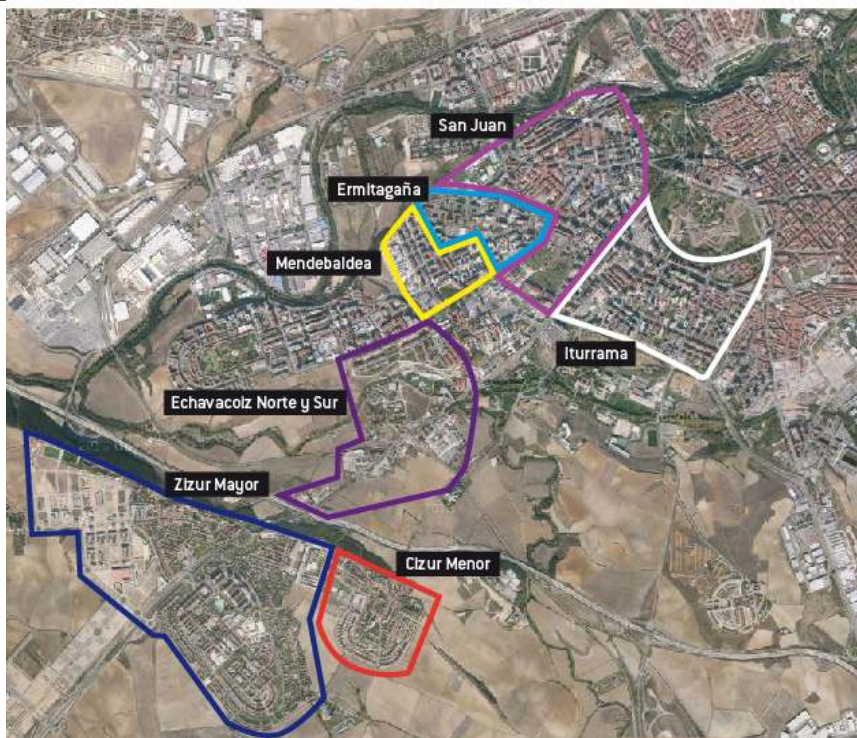 San Juan
Ermitagaña
Mendebaldea
Iturrama
Echavacoiz Norte y Sur
Zizur Mayor
Cizur Menor